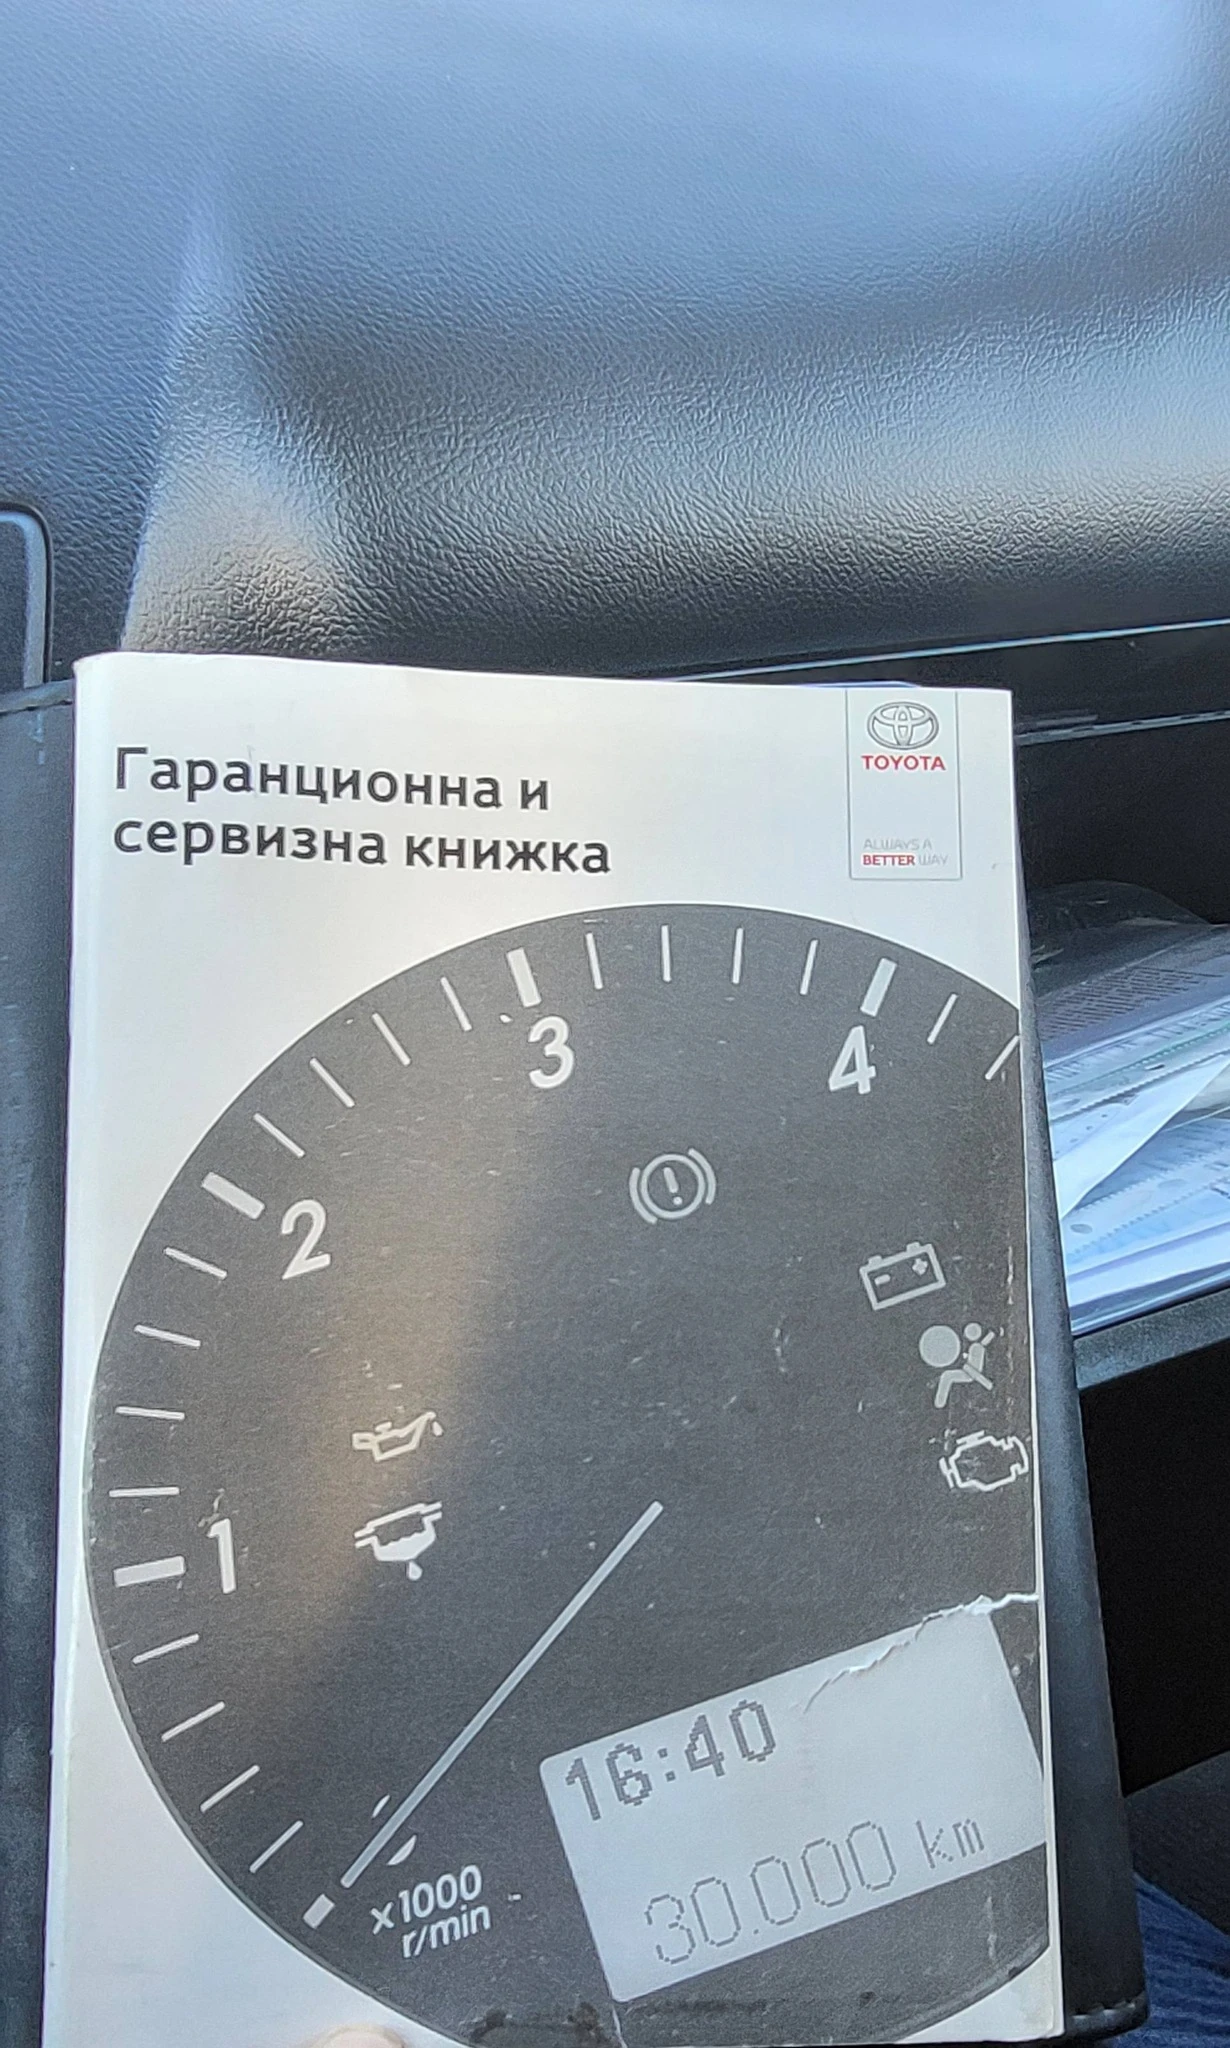 Гаранционна и
сервизна книжка
TOYOTA
ALWAYS A
BETTER WAY
3
4
2
1
16:40
30.000 km
x1000
r/min